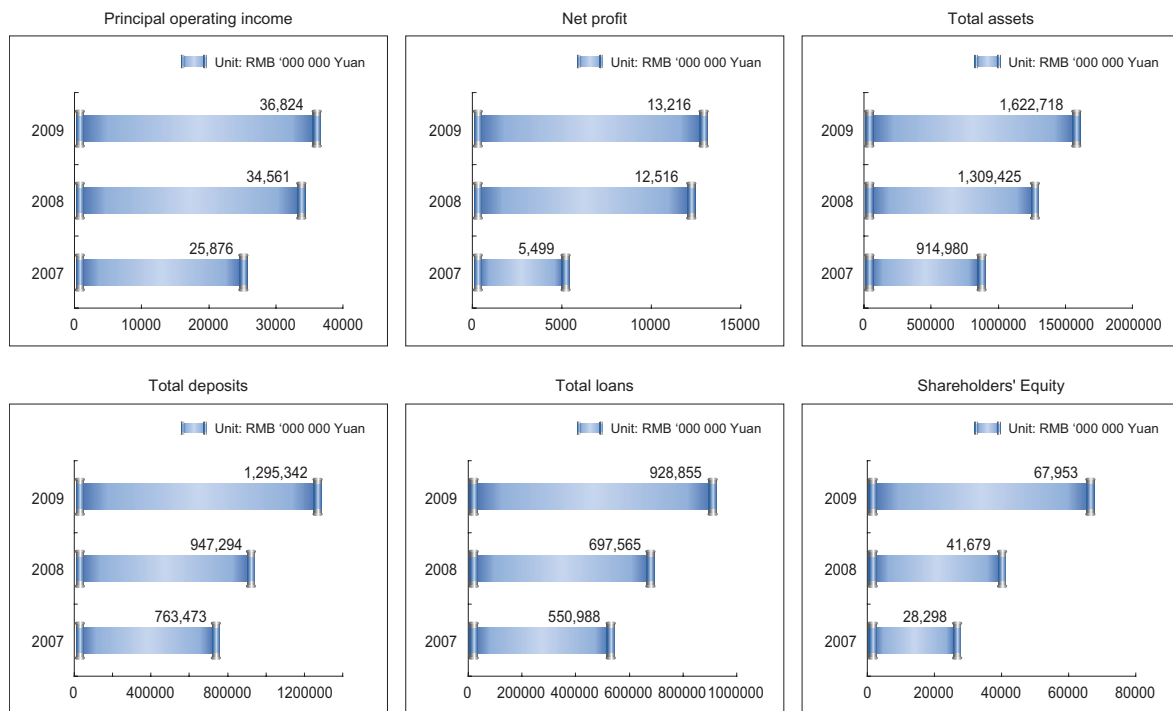 Principal operating income
Unit: RMB ‘000 000 Yuan
36,824
2009
34,561
2008
25,876
2007
0 10000 20000 30000 40000
Net profit
Unit: RMB ‘000 000 Yuan
13,216
2009
12,516
2008
5,499
2007
0 5000 10000 15000
Total assets
Unit: RMB ‘000 000 Yuan
1,622,718
2009
1,309,425
2008
914,980
2007
0 500000 1000000 1500000 2000000
Total deposits
Unit: RMB ‘000 000 Yuan
1,295,342
2009
947,294
2008
763,473
2007
0 400000 800000 1200000
Total loans
Unit: RMB ‘000 000 Yuan
928,855
2009
697,565
2008
550,988
2007
0 200000 400000 600000 800000 1000000
Shareholders' Equity
Unit: RMB ‘000 000 Yuan
67,953
2009
41,679
2008
28,298
2007
0 20000 40000 60000 80000